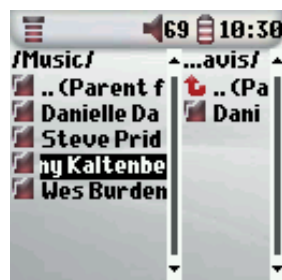 69 10:30
/Music/
.. (Parent f
Danielle Da
Steve Prid
ny Kaltenbe
Wes Burden
...avis/
.. (Pa
Dani